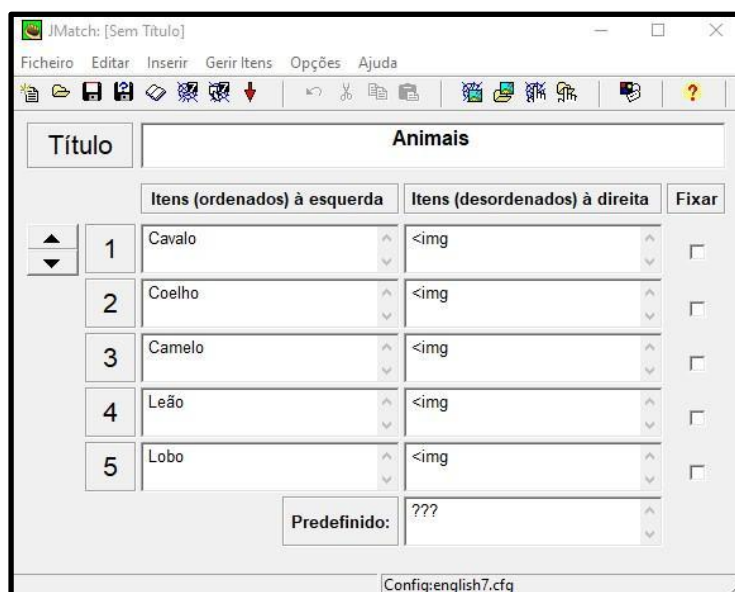 JMatch: [Sem Título]
Ficheiro Editar Inserir Gerir Itens Opções Ajuda
Título
Animais
Itens (ordenados) à esquerda Itens (desordenados) à direita Fixar
1 Cavalo <img
2 Coelho <img
3 Camelo <img
4 Leão <img
5 Lobo <img
Predefinido: ???
Config:english7.cfg